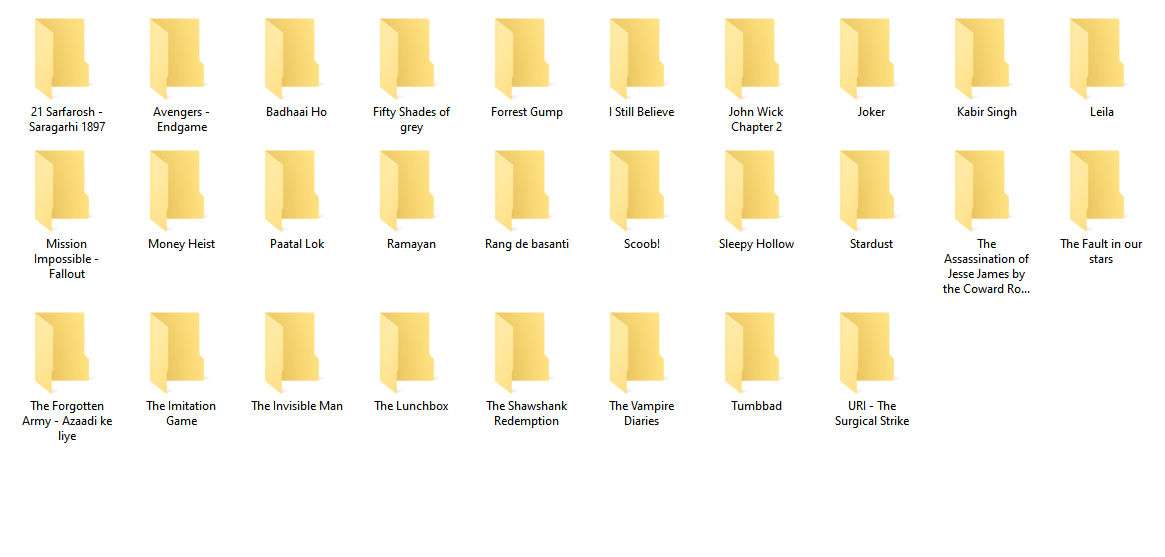 21 Sarfarosh -
Saragarhi 1897
Avengers -
Endgame
Badhaai Ho
Fifty Shades of
grey
Forrest Gump
I Still Believe
John Wick
Chapter 2
Joker
Kabir Singh
Leila
Mission
Impossible -
Fallout
Money Heist
Paatal Lok
Ramayan
Rang de basanti
Scoob!
Sleepy Hollow
Stardust
The
Assassination of
Jesse James by
the Coward Ro...
The Fault in our
stars
The Forgotten
Army - Azaadi ke
liye
The Imitation
Game
The Invisible Man
The Lunchbox
The Shawshank
Redemption
The Vampire
Diaries
Tumbbad
URI - The
Surgical Strike